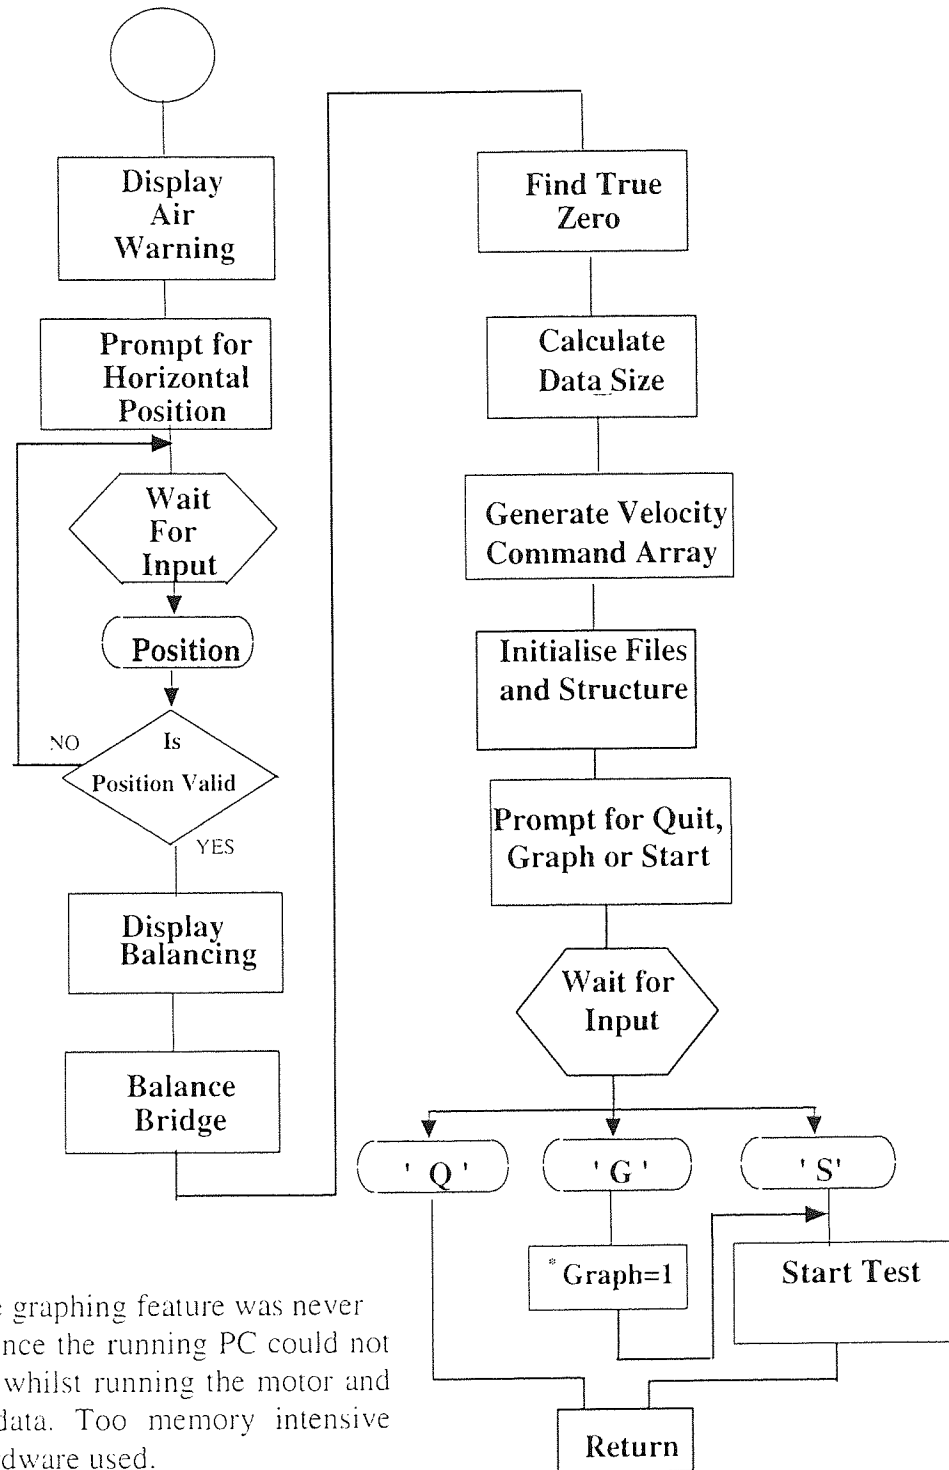 Display
Air
Warning
Prompt for
Horizontal
Position
Wait
For
Input
Position
NO
Is
Position Valid
YES
Display
Balancing
Balance
Bridge
Find True
Zero
Calculate
Data Size
Generate Velocity
Command Array
Initialise Files
and Structure
Prompt for Quit,
Graph or Start
Wait for
Input
' Q '
' G '
' S'
* Graph=1
Start Test
Return
graphing feature was never
the running PC could not
whilst running the motor and
data. Too memory intensive
used.